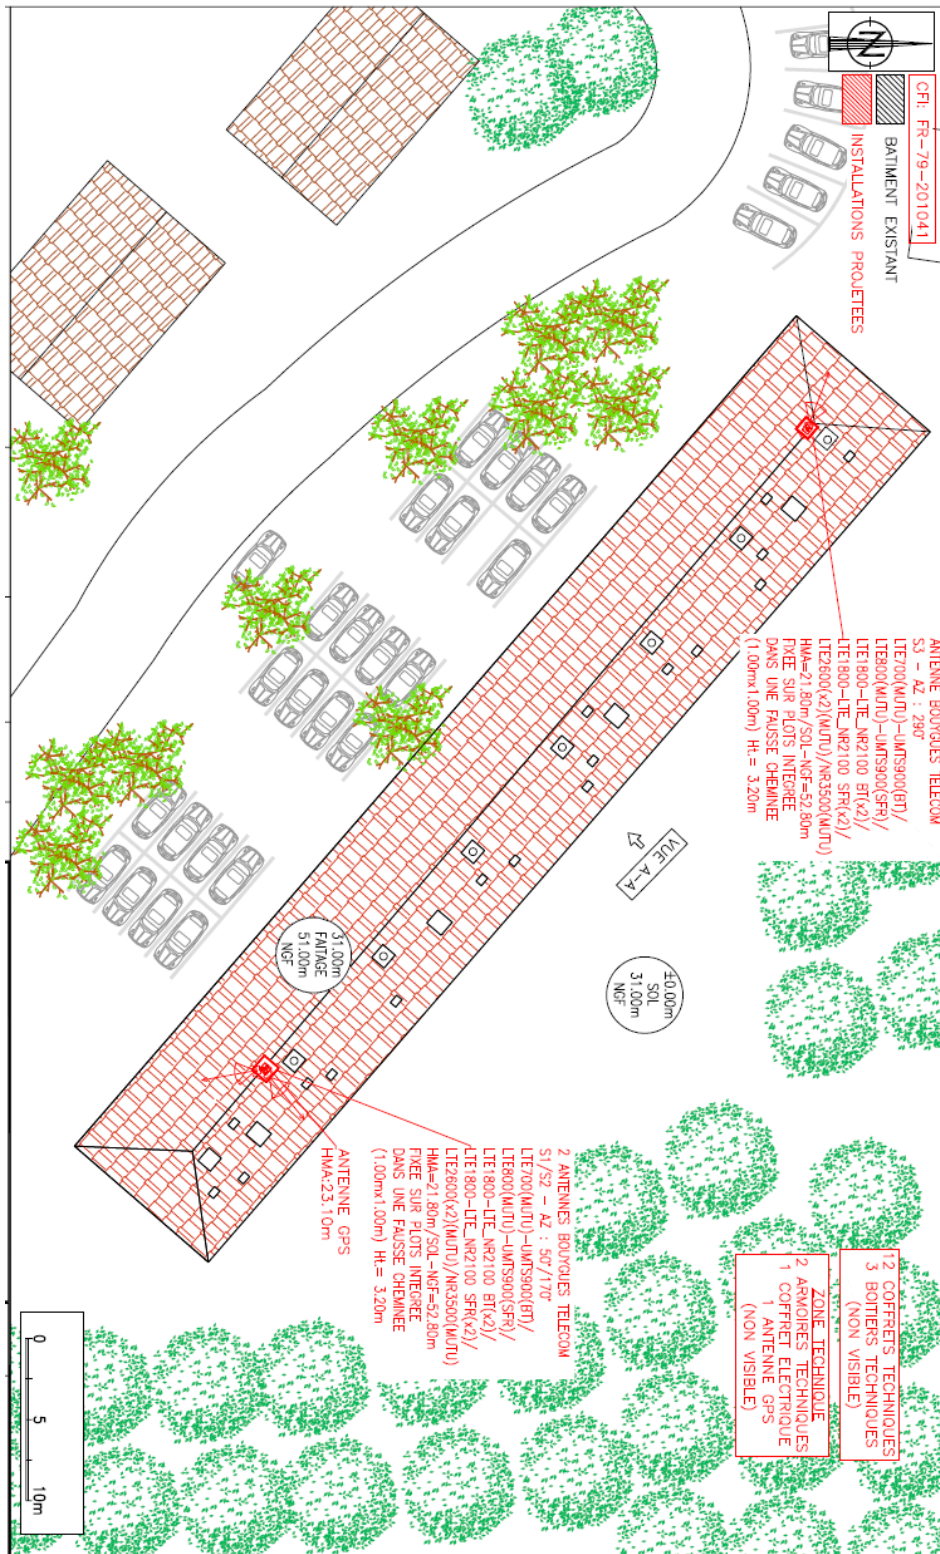 N
CFI: FR-79-201041
BATIMENT EXISTANT
INSTALLATIONS PROJETEES
ANTENNE BOUYGUES TELECOM
S3 - AZ : 290°
LTE700(MUTU)-UMTS900(BT)/
LTE800(MUTU)-UMTS900(SFR)/
LTE1800-LTE_NR2100 BT(x2)/
LTE1800-LTE_NR2100 SFR(x2)/
LTE2600(x2)(MUTU)/NR3500(MUTU)
HMA=21.80m/SOL-NGF=52.80m
FIXEE SUR PLOTS INTEGREE
DANS UNE FAUSSE CHEMINEE
(1.00mx1.00m) Ht.= 3.20m
VUE A-A
±0.00m
SOL
31.00m
NGF
31.00m
FAITAGE
51.00m
NGF
2 ANTENNES BOUYGUES TELECOM
S1/S2 - AZ : 50°/170°
LTE700(MUTU)-UMTS900(BT)/
LTE800(MUTU)-UMTS900(SFR)/
LTE1800-LTE_NR2100 BT(x2)/
LTE1800-LTE_NR2100 SFR(x2)/
LTE2600(x2)(MUTU)/NR3500(MUTU)
HMA=21.80m/SOL-NGF=52.80m
FIXEE SUR PLOTS INTEGREE
DANS UNE FAUSSE CHEMINEE
(1.00mx1.00m) Ht.= 3.20m
ANTENNE GPS
HMA:23.10m
12 COFFRETS TECHNIQUES
3 BOITIERS TECHNIQUES
(NON VISIBLE)
ZONE TECHNIQUE
2 ARMOIRES TECHNIQUES
1 COFFRET ELECTRIQUE
1 ANTENNE GPS
(NON VISIBLE)
0 5 10m